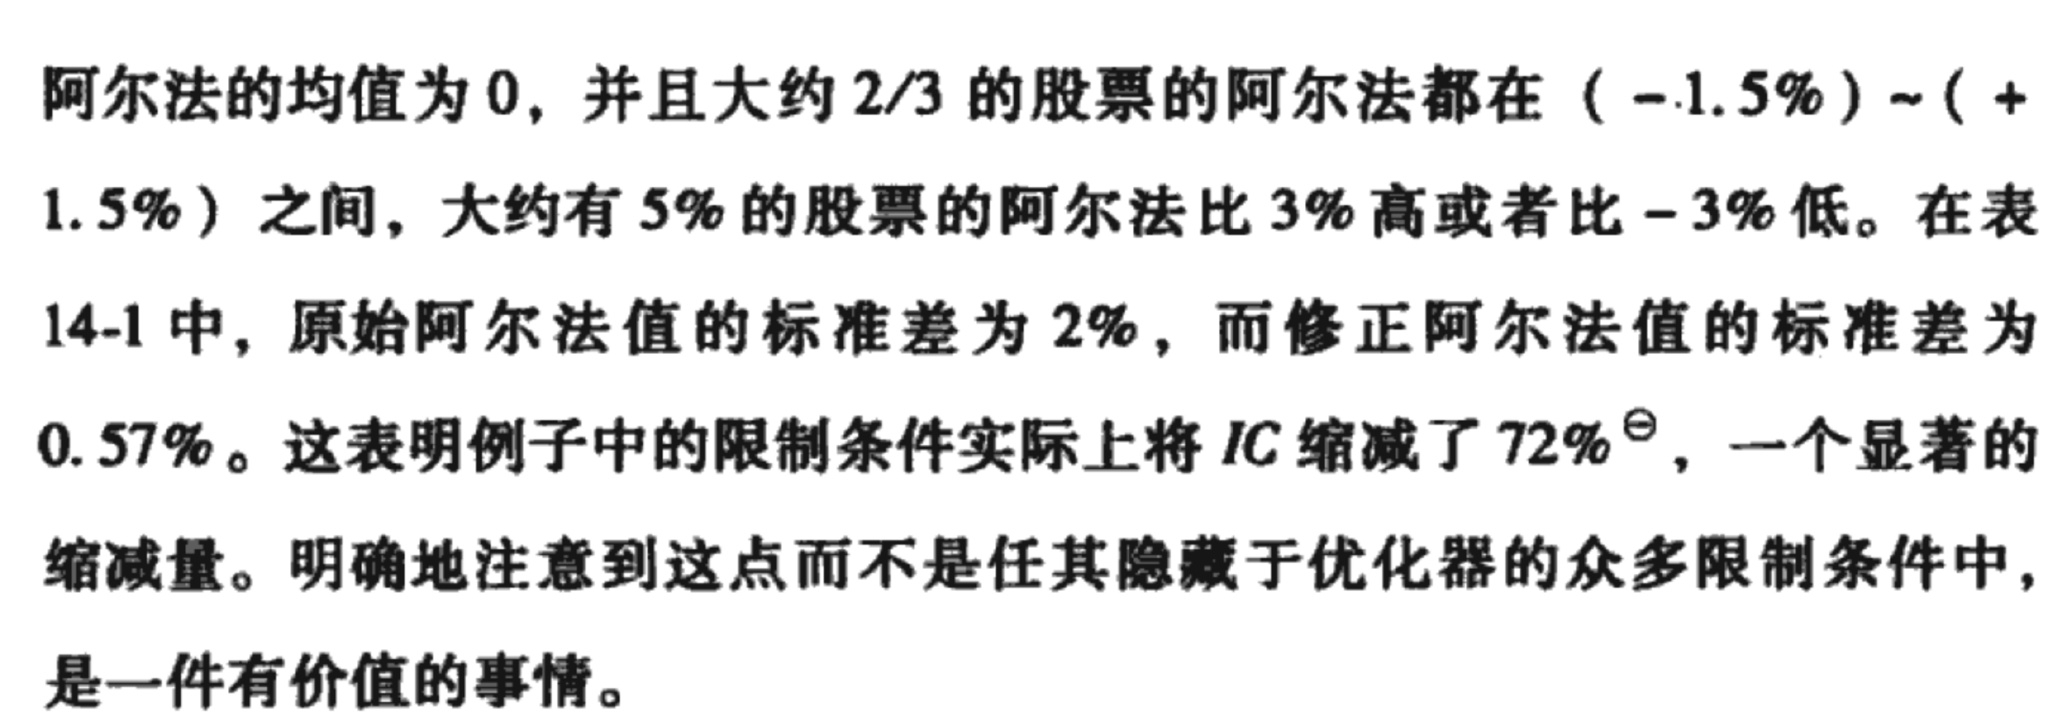 阿尔法的均值为 0，并且大约 2/3 的股票的阿尔法都在（-1.5%）~（+
1.5%）之间，大约有 5% 的股票的阿尔法比 3% 高或者比 -3% 低。在表
14-1 中，原始阿尔法值的标准差为 2%，而修正阿尔法值的标准差为
0.57%。这表明例子中的限制条件实际上将 IC 缩减了 72%㊀，一个显著的
缩减量。明确地注意到这点而不是任其隐藏于优化器的众多限制条件中，
是一件有价值的事情。